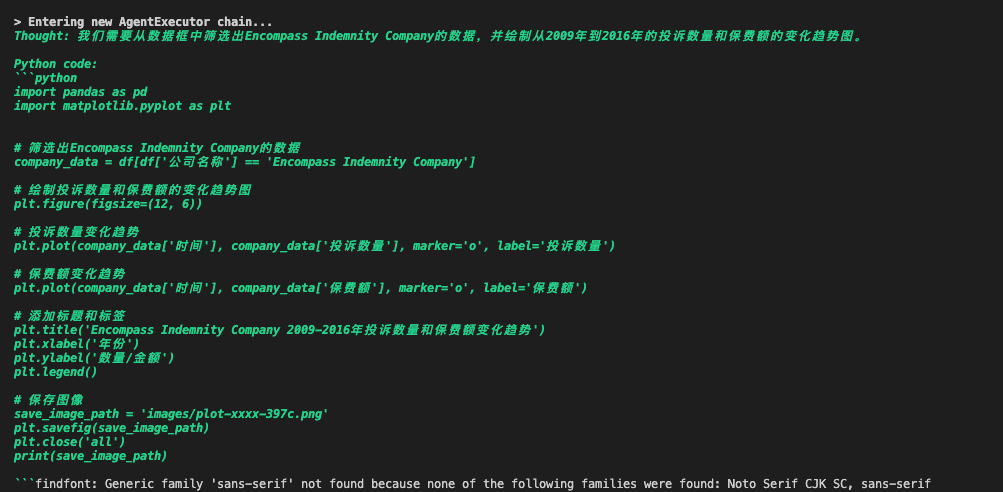 > Entering new AgentExecutor chain...
Thought: 我们需要从数据框中筛选出Encompass Indemnity Company的数据，并绘制从2009年到2016年的投诉数量和保费额的变化趋势图。
Python code:
```python
import pandas as pd
import matplotlib.pyplot as plt
# 筛选出Encompass Indemnity Company的数据
company_data = df[df['公司名称'] == 'Encompass Indemnity Company']
# 绘制投诉数量和保费额的变化趋势图
plt.figure(figsize=(12, 6))
# 投诉数量变化趋势
plt.plot(company_data['时间'], company_data['投诉数量'], marker='o', label='投诉数量')
# 保费额变化趋势
plt.plot(company_data['时间'], company_data['保费额'], marker='o', label='保费额')
# 添加标题和标签
plt.title('Encompass Indemnity Company 2009-2016年投诉数量和保费额变化趋势')
plt.xlabel('年份')
plt.ylabel('数量/金额')
plt.legend()
# 保存图像
save_image_path = 'images/plot-xxxx-397c.png'
plt.savefig(save_image_path)
plt.close('all')
print(save_image_path)
```findfont: Generic family 'sans-serif' not found because none of the following families were found: Noto Serif CJK SC, sans-serif